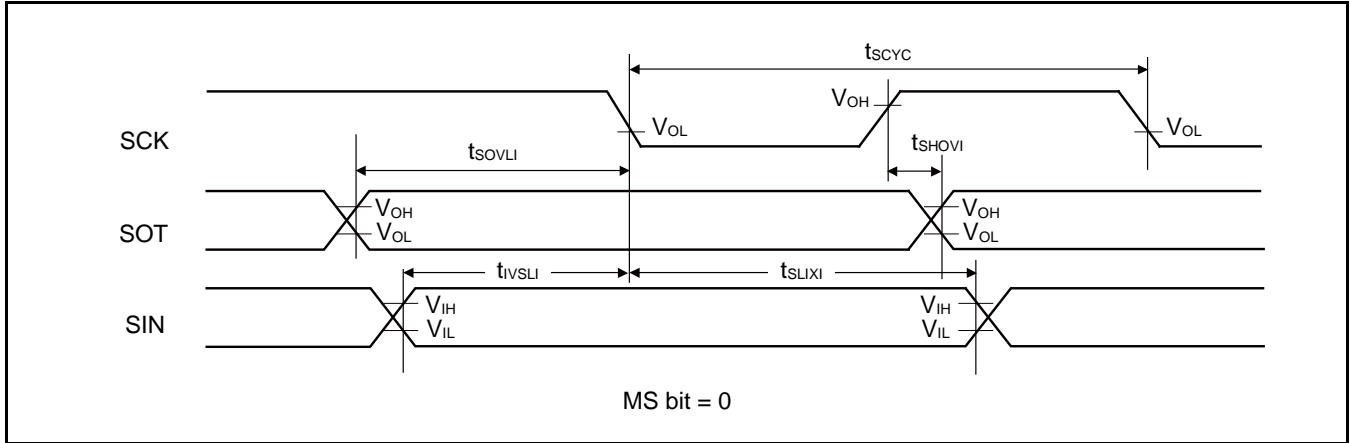 tSCYC
SCK
VOH
VOL
VOL
tSOVLI
tSHOVI
SOT
VOH
VOL
VOH
VOL
tIVSLI
tSLIXI
SIN
VIH
VIL
VIH
VIL
MS bit = 0